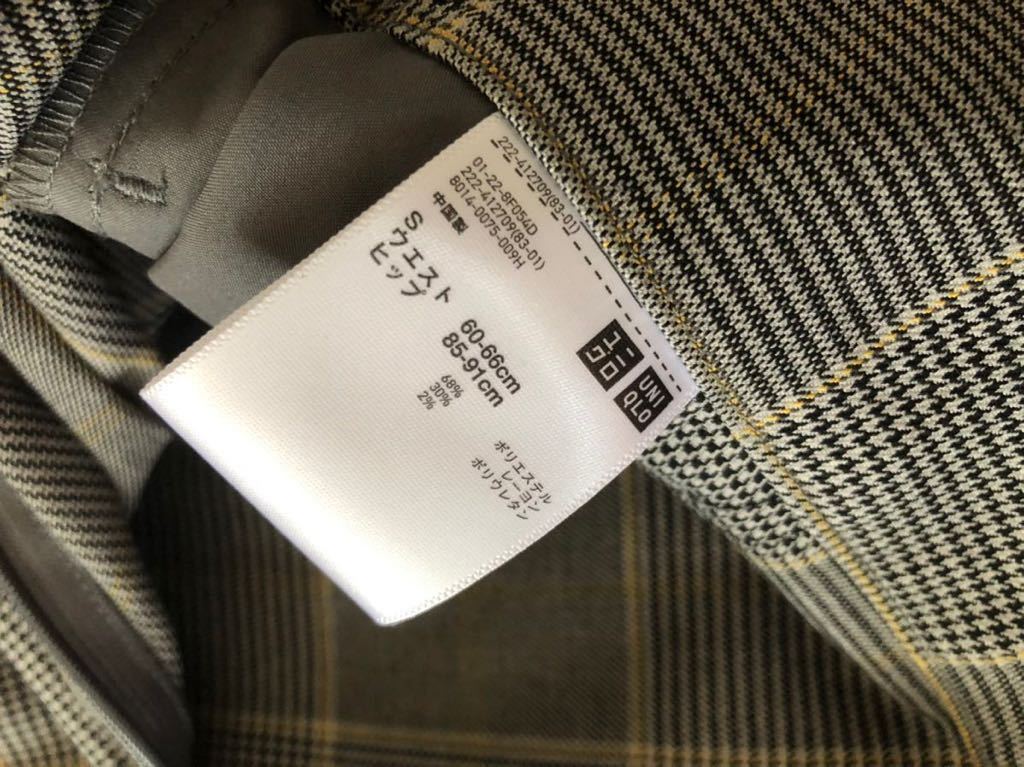 222-412709(83-01)
01-22-8F054D
222-412709(83-01)
8014-0075-009H
中国製
S
ウエスト 60-66cm
ヒップ 85-91cm
68% ポリエステル
30% レーヨン
2% ポリウレタン
ユニ
クロ
UNI
QLO